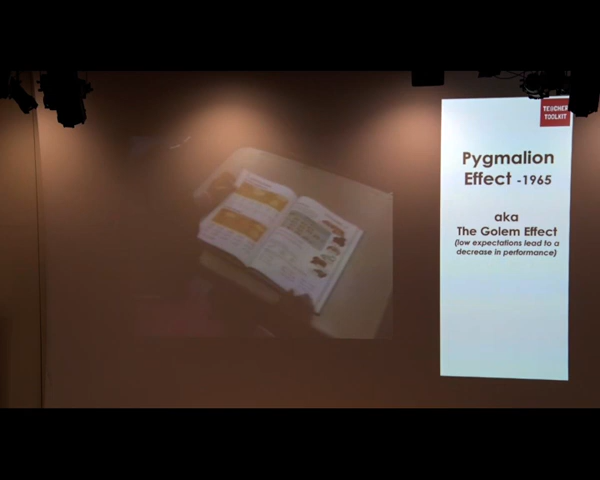 TEACHER
TOOLKIT
Pygmalion
Effect -1965
aka
The Golem Effect
(low expectations lead to a
decrease in performance)